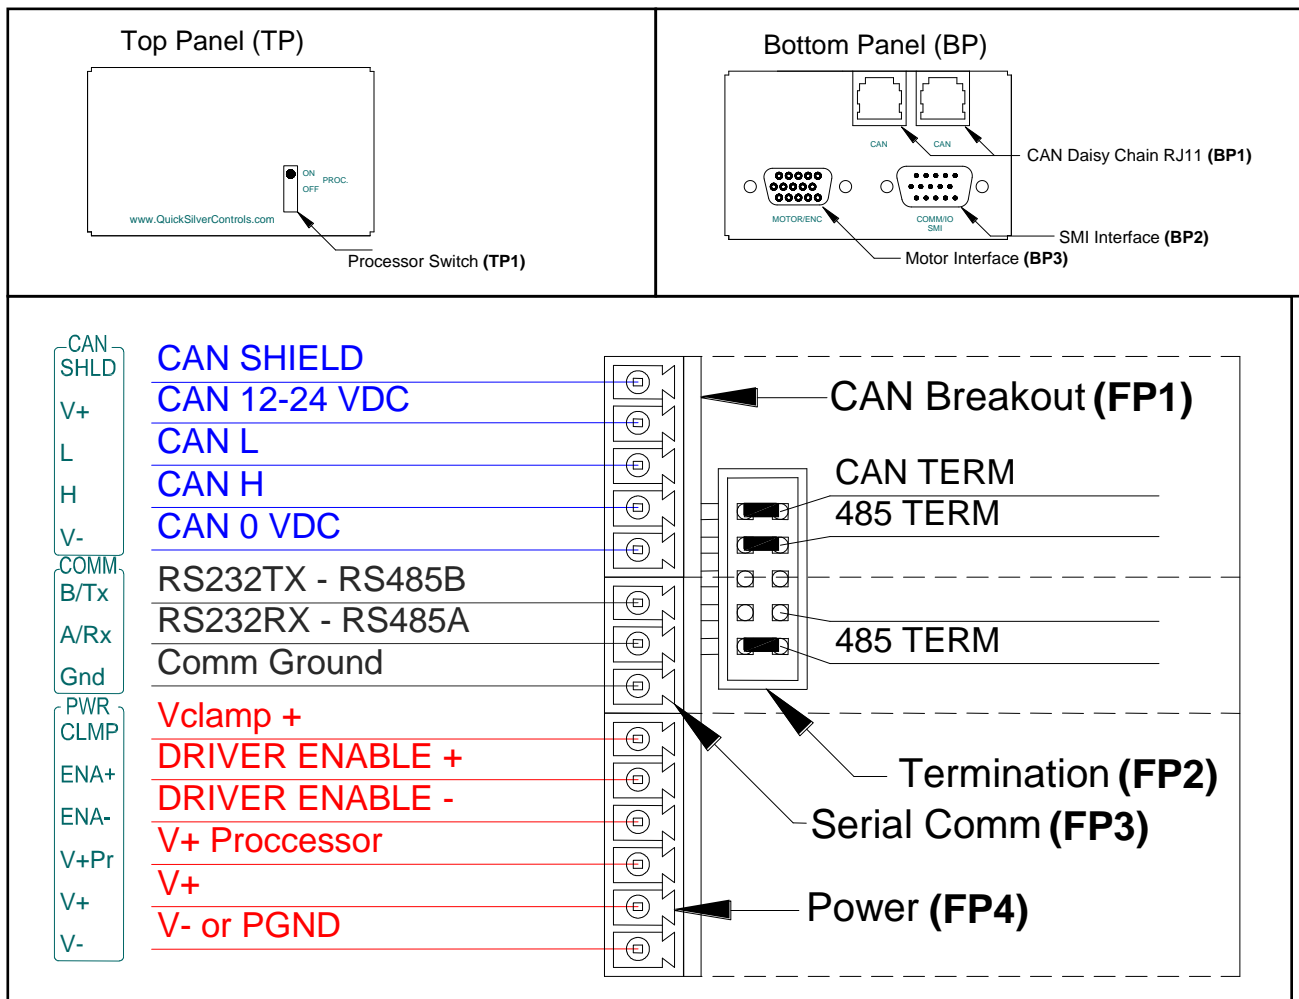 Top Panel (TP)
ON
OFF
PROC.
www.QuickSilverControls.com
Processor Switch (TP1)
Bottom Panel (BP)
CAN
CAN
CAN Daisy Chain RJ11 (BP1)
MOTOR/ENC
COMM/IO
SMI
SMI Interface (BP2)
Motor Interface (BP3)
CAN
SHLD
V+
L
H
V-
COMM
B/Tx
A/Rx
Gnd
PWR
CLMP
ENA+
ENA-
V+Pr
V+
V-
CAN SHIELD
CAN 12-24 VDC
CAN L
CAN H
CAN 0 VDC
RS232TX - RS485B
RS232RX - RS485A
Comm Ground
Vclamp +
DRIVER ENABLE +
DRIVER ENABLE -
V+ Proccessor
V+
V- or PGND
CAN Breakout (FP1)
CAN TERM
485 TERM
485 TERM
Termination (FP2)
Serial Comm (FP3)
Power (FP4)